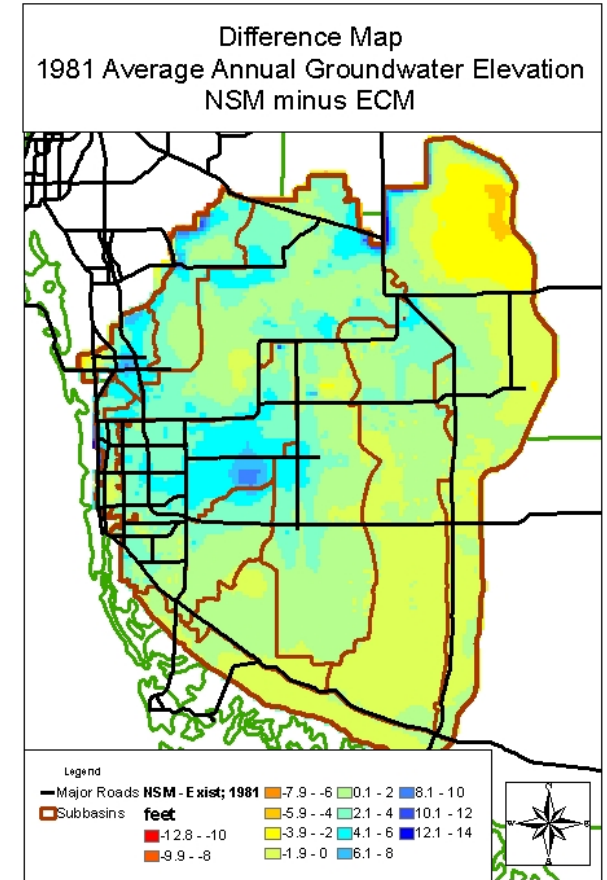 Difference Map
1981 Average Annual Groundwater Elevation
NSM minus ECM
Legend
Major Roads
Subbasins
NSM - Exist; 1981
feet
-12.8 - -10
-9.9 - -8
-7.9 - -6
-5.9 - -4
-3.9 - -2
-1.9 - 0
0.1 - 2
2.1 - 4
4.1 - 6
6.1 - 8
8.1 - 10
10.1 - 12
12.1 - 14